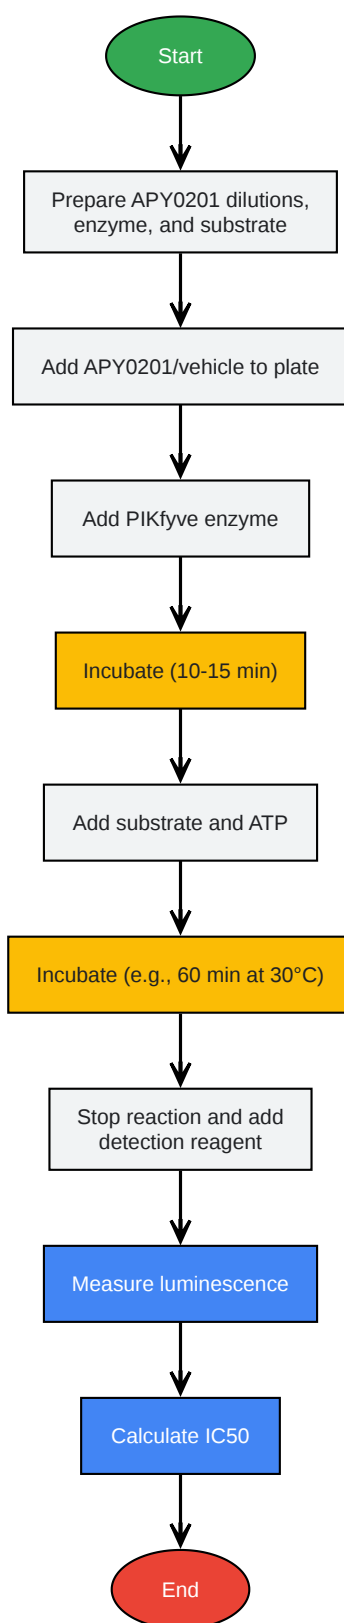 Start
Prepare APY0201 dilutions,
enzyme, and substrate
Add APY0201/vehicle to plate
Add PIKfyve enzyme
Incubate (10-15 min)
Add substrate and ATP
Incubate (e.g., 60 min at 30°C)
Stop reaction and add
detection reagent
Measure luminescence
Calculate IC50
End